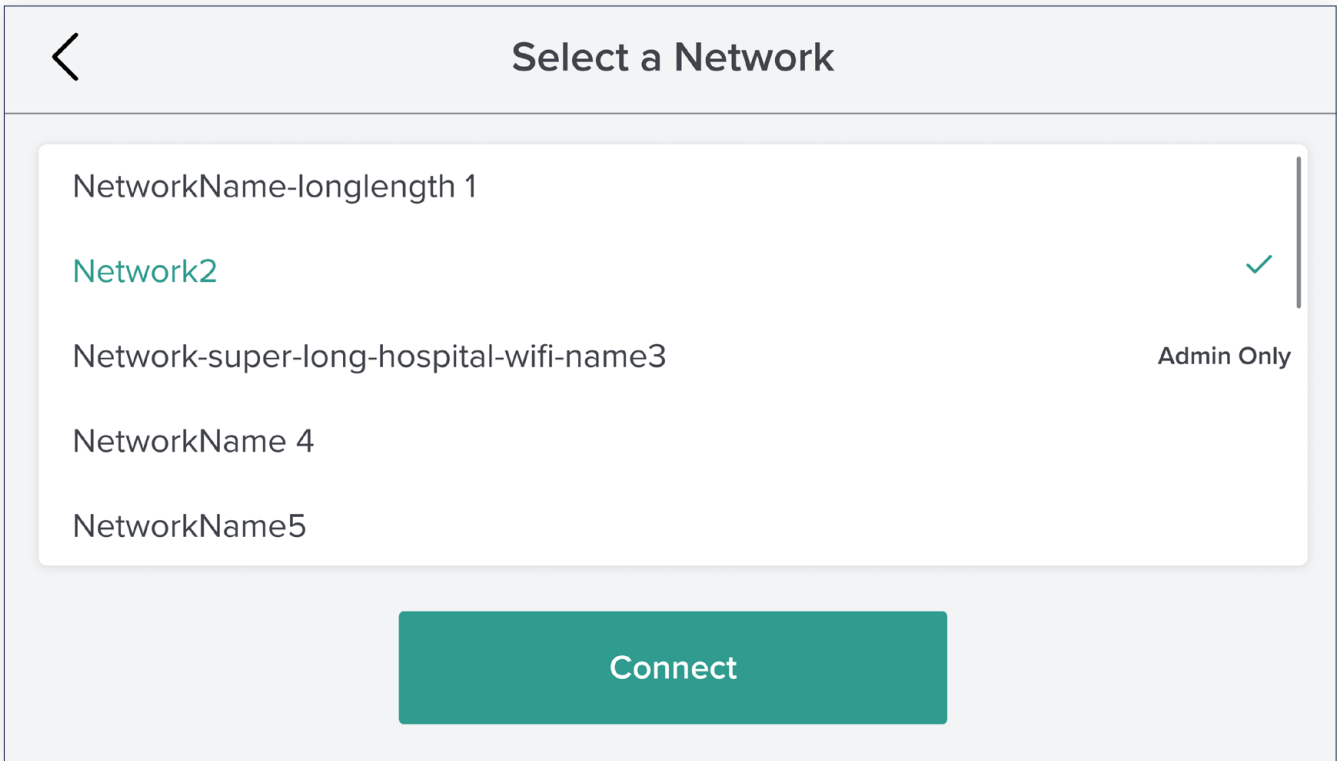 Select a Network
NetworkName-longlength 1
Network2
Network-super-long-hospital-wifi-name3 Admin Only
NetworkName 4
NetworkName5
Connect